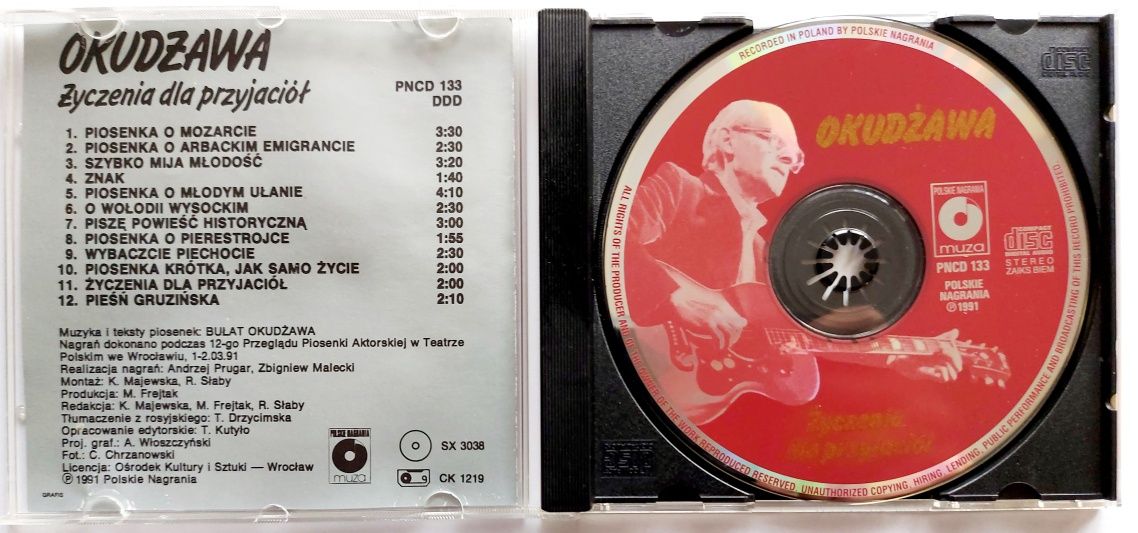 OKUDŻAWA
Życzenia dla przyjaciół
PNCD 133
DDD
1. PIOSENKA O MOZARCIE 3:30
2. PIOSENKA O ARBACKIM EMIGRANCIE 2:30
3. SZYBKO MIJA MŁODOŚĆ 3:20
4. ZNAK 1:40
5. PIOSENKA O MŁODYM UŁANIE 4:10
6. O WOŁODII WYSOCKIM 2:30
7. PISZĘ POWIEŚĆ HISTORYCZNĄ 3:00
8. PIOSENKA O PIERESTROJCE 1:55
9. WYBACZCIE PIECHOCIE 2:30
10. PIOSENKA KRÓTKA, JAK SAMO ŻYCIE 2:00
11. ŻYCZENIA DLA PRZYJACIÓŁ 2:00
12. PIEŚŃ GRUZIŃSKA 2:10
Muzyka i teksty piosenek: BUŁAT OKUDŻAWA
Nagrań dokonano podczas 12-go Przeglądu Piosenki Aktorskiej w Teatrze
Polskim we Wrocławiu, 1-2.03.91
Realizacja nagrań: Andrzej Prugar, Zbigniew Malecki
Montaż: K. Majewska, R. Słaby
Produkcja: M. Frejtak
Redakcja: K. Majewska, M. Frejtak, R. Słaby
Tłumaczenie z rosyjskiego: T. Drzycimska
Opracowanie edytorskie: T. Kutyło
Proj. graf.: A. Włoszczyński
Fot.: C. Chrzanowski
Licencja: Ośrodek Kultury i Sztuki — Wrocław
Ⓟ 1991 Polskie Nagrania
GRAFIS
POLSKIE NAGRANIA
muza
SX 3038
CK 1219
RECORDED IN POLAND BY POLSKIE NAGRANIA
OKUDŻAWA
POLSKIE NAGRANIA
muza
PNCD 133
POLSKIE
NAGRANIA
Ⓟ 1991
COMPACT
disc
DIGITAL AUDIO
STEREO
ZAIKS BIEM
Życzenia
dla przyjaciół
ALL RIGHTS OF THE PRODUCER AND OF THE OWNER OF THE WORK REPRODUCED RESERVED. UNAUTHORIZED COPYING, HIRING, LENDING, PUBLIC PERFORMANCE AND BROADCASTING OF THIS RECORD PROHIBITED
COMPACT
disc
DIGITAL AUDIO